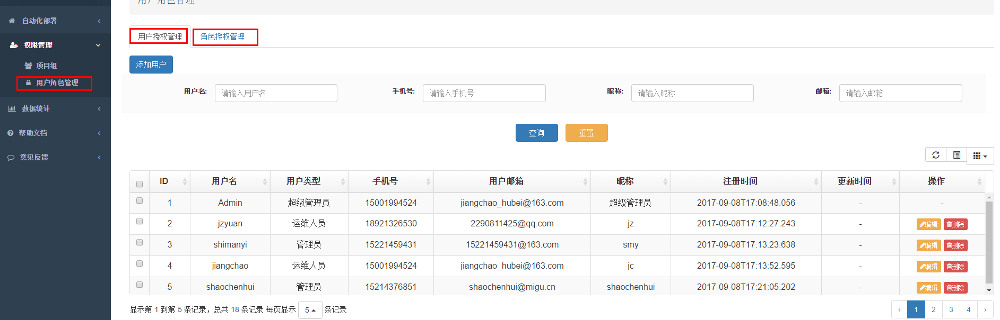 用户角色管理
自动化部署
权限管理
项目组
用户角色管理
数据统计
帮助文档
意见反馈
用户授权管理 角色授权管理
添加用户
用户名: 请输入用户名 手机号: 请输入手机号 昵称: 请输入昵称 邮箱: 请输入邮箱
查询 重置
ID 用户名 用户类型 手机号 用户邮箱 昵称 注册时间 更新时间 操作
1 Admin 超级管理员 15001994524 jiangchao_hubei@163.com 超级管理员 2017-09-08T17:08:48.056 - -
2 jzyuan 运维人员 18921326530 2290811425@qq.com jz 2017-09-08T17:12:27.243 - 编辑 删除
3 shimanyi 管理员 15221459431 15221459431@163.com smy 2017-09-08T17:13:23.638 - 编辑 删除
4 jiangchao 运维人员 15001994524 jiangchao_hubei@163.com jc 2017-09-08T17:13:52.595 - 编辑 删除
5 shaochenhui 管理员 15214376851 shaochenhui@migu.cn shaochenhui 2017-09-08T17:21:05.202 - 编辑 删除
显示第 1 到第 5 条记录，总共 18 条记录 每页显示 5 条记录
‹ 1 2 3 4 ›